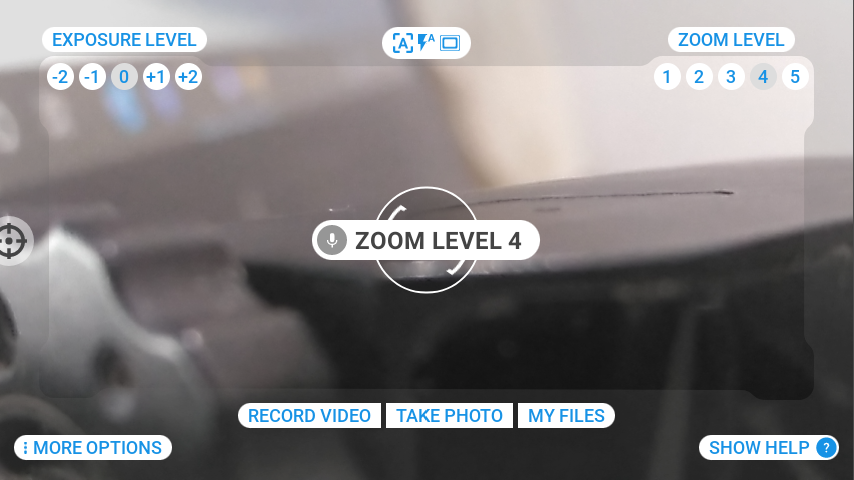 EXPOSURE LEVEL
-2 -1 0 +1 +2
A A
ZOOM LEVEL
1 2 3 4 5
ZOOM LEVEL 4
RECORD VIDEO TAKE PHOTO MY FILES
MORE OPTIONS
SHOW HELP ?